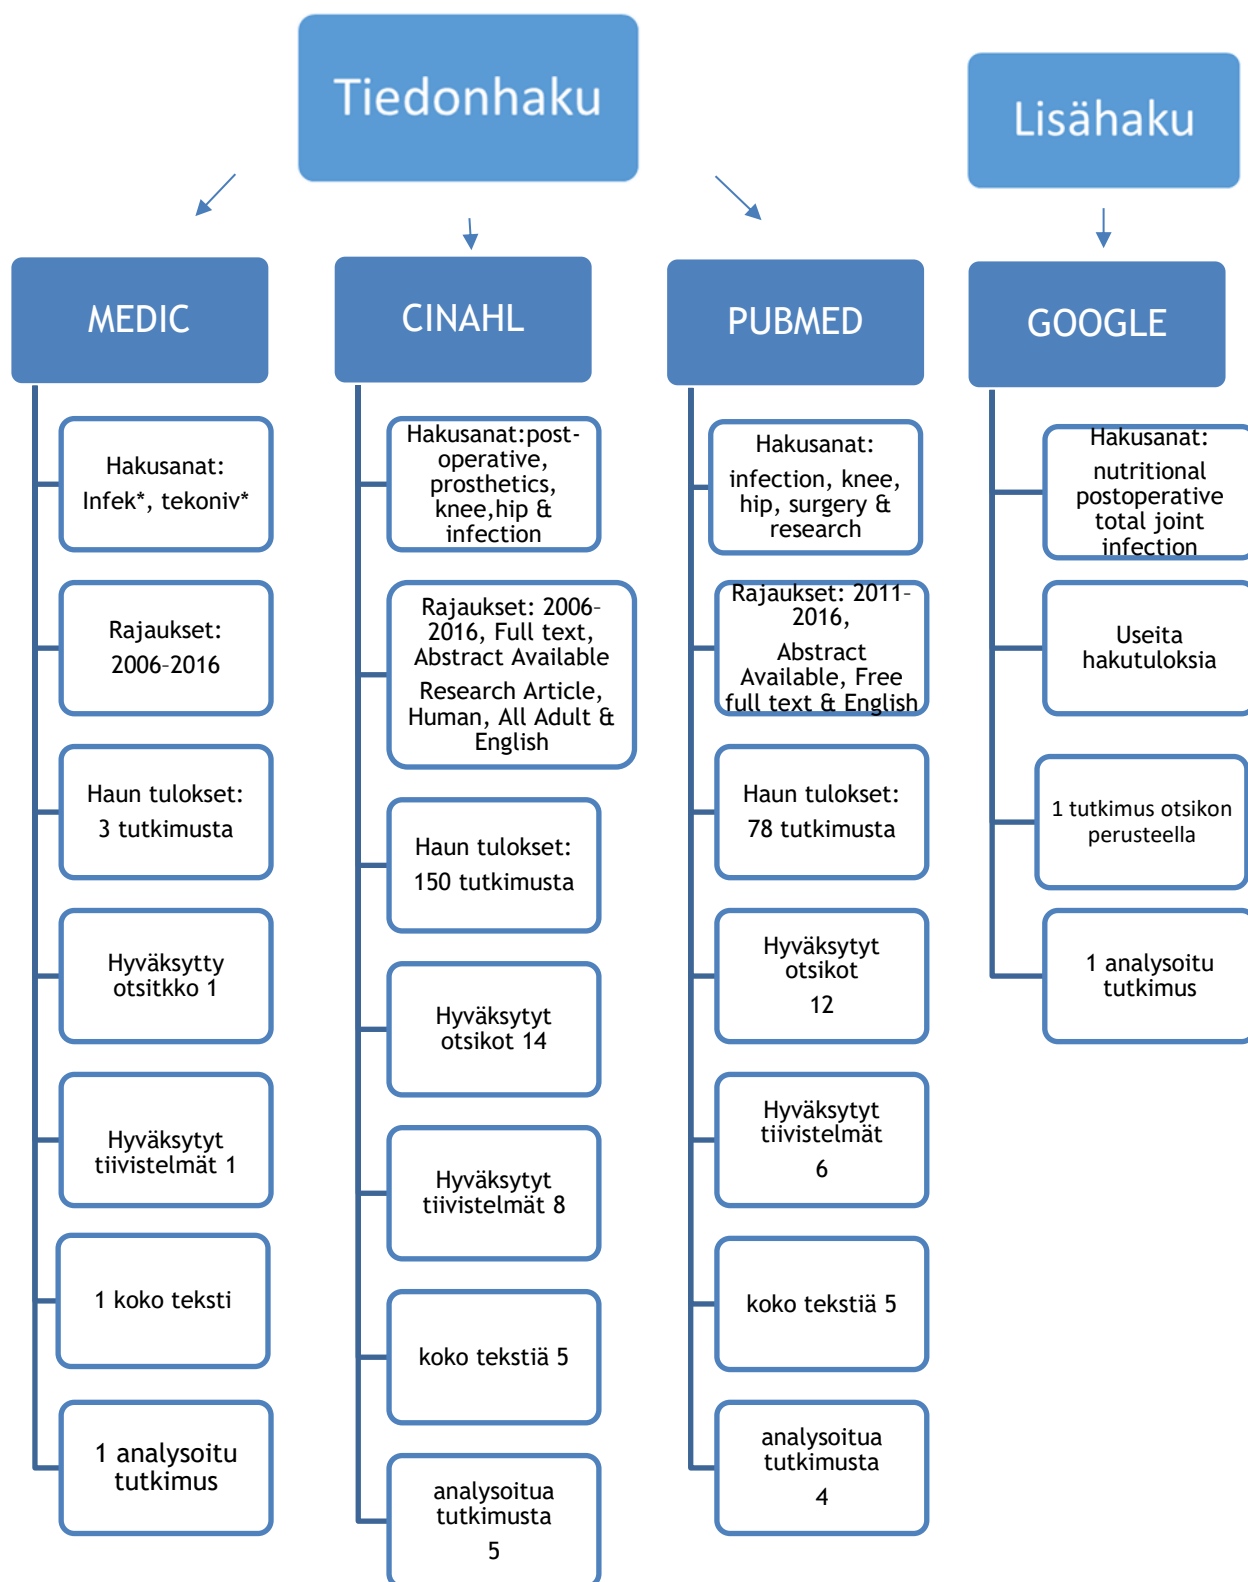 Tiedonhaku
Lisähaku
MEDIC
Hakusanat:
Infek*, tekoniv*
Rajaukset:
2006-2016
Haun tulokset:
3 tutkimusta
Hyväksytty
otsitkko 1
Hyväksytyt
tiivistelmät 1
1 koko teksti
1 analysoitu
tutkimus
CINAHL
Hakusanat:post-
operative,
prosthetics,
knee,hip &
infection
Rajaukset: 2006-
2016, Full text,
Abstract Available
Research Article,
Human, All Adult &
English
Haun tulokset:
150 tutkimusta
Hyväksytyt
otsikot 14
Hyväksytyt
tiivistelmät 8
koko tekstiä 5
analysoitua
tutkimusta
5
PUBMED
Hakusanat:
infection, knee,
hip, surgery &
research
Rajaukset: 2011-
2016,
Abstract
Available, Free
full text & English
Haun tulokset:
78 tutkimusta
Hyväksytyt
otsikot
12
Hyväksytyt
tiivistelmät
6
koko tekstiä 5
analysoitua
tutkimusta
4
GOOGLE
Hakusanat:
nutritional
postoperative
total joint
infection
Useita
hakutuloksia
1 tutkimus otsikon
perusteella
1 analysoitu
tutkimus